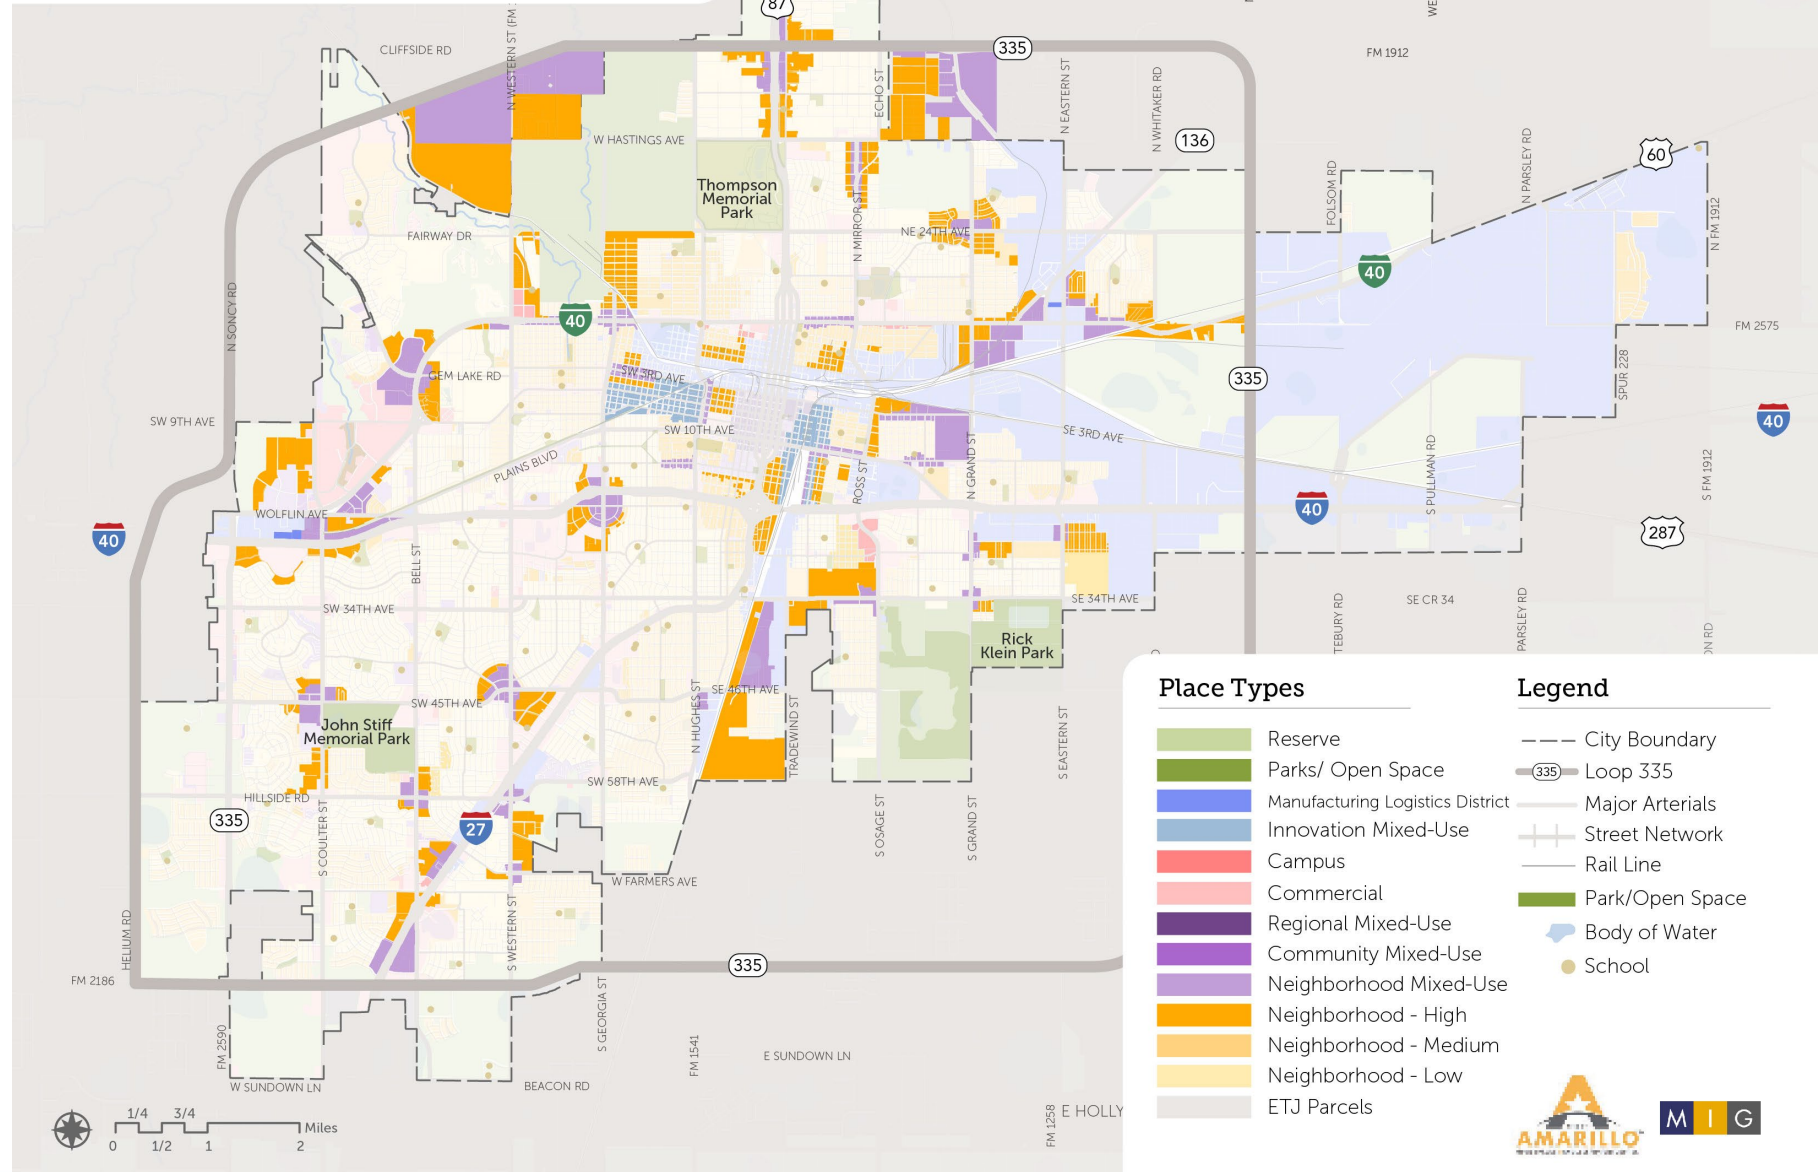 87
CLIFFSIDE RD
N WESTERN ST (FM
335
FM 1912
ECHO ST
N EASTERN ST
N WHITAKER RD
W HASTINGS AVE
136
N PARSLEY RD
60
Thompson
Memorial
Park
FOLSOM RD
N FM 1912
N MIRROR ST
FAIRWAY DR
NE 24TH AVE
40
N SONCY RD
40
FM 2575
GEM LAKE RD
SW 3RD AVE
335
SPUR 228
SW 9TH AVE
SW 10TH AVE
SE 3RD AVE
40
PLAINS BLVD
N GRAND ST
ROSS ST
S PULLMAN RD
S FM 1912
WOLFLIN AVE
40
40
287
BELL ST
SW 34TH AVE
SE 34TH AVE
SE CR 34
TEBURY RD
PARSLEY RD
ON RD
Rick
Klein Park
SW 45TH AVE
SE 46TH AVE
N HUGHES ST
TRADEWIND ST
S EASTERN ST
John Stiff
Memorial Park
SW 58TH AVE
HILLSIDE RD
335
27
S COULTER ST
S OSAGE ST
S GRAND ST
W FARMERS AVE
HELIUM RD
S WESTERN ST
335
FM 2186
S GEORGIA ST
FM 2590
FM 1541
E SUNDOWN LN
W SUNDOWN LN
BEACON RD
FM 1258
E HOLLY
1/4 3/4
Miles
0 1/2 1 2
Place Types
Reserve
Parks/ Open Space
Manufacturing Logistics District
Innovation Mixed-Use
Campus
Commercial
Regional Mixed-Use
Community Mixed-Use
Neighborhood Mixed-Use
Neighborhood - High
Neighborhood - Medium
Neighborhood - Low
ETJ Parcels
Legend
City Boundary
335 Loop 335
Major Arterials
Street Network
Rail Line
Park/Open Space
Body of Water
School
AMARILLO
M I G